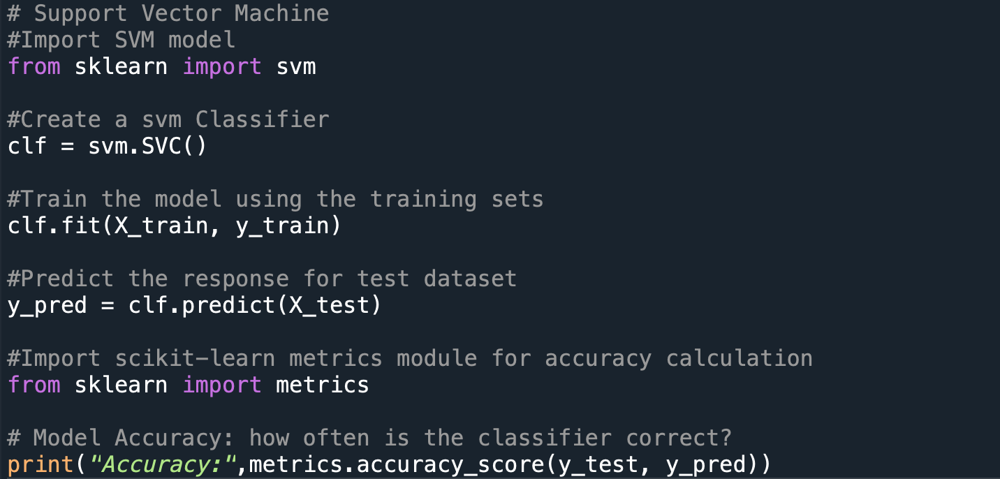 # Support Vector Machine
#Import SVM model
from sklearn import svm
#Create a svm Classifier
clf = svm.SVC()
#Train the model using the training sets
clf.fit(X_train, y_train)
#Predict the response for test dataset
y_pred = clf.predict(X_test)
#Import scikit-learn metrics module for accuracy calculation
from sklearn import metrics
# Model Accuracy: how often is the classifier correct?
print("Accuracy:",metrics.accuracy_score(y_test, y_pred))